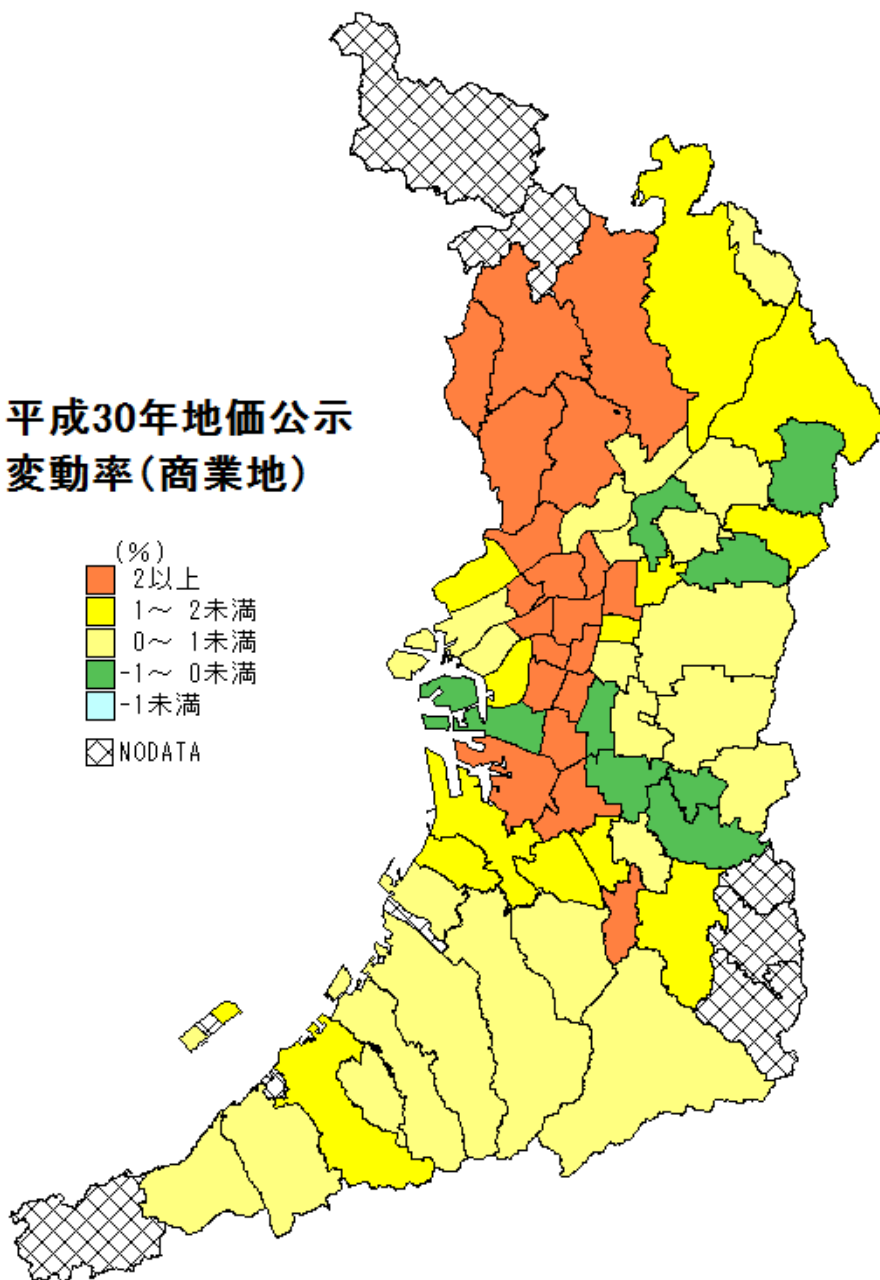 平成30年地価公示
変動率(商業地)
(%)
2以上
1～ 2未満
0～ 1未満
-1～ 0未満
-1未満
NODATA